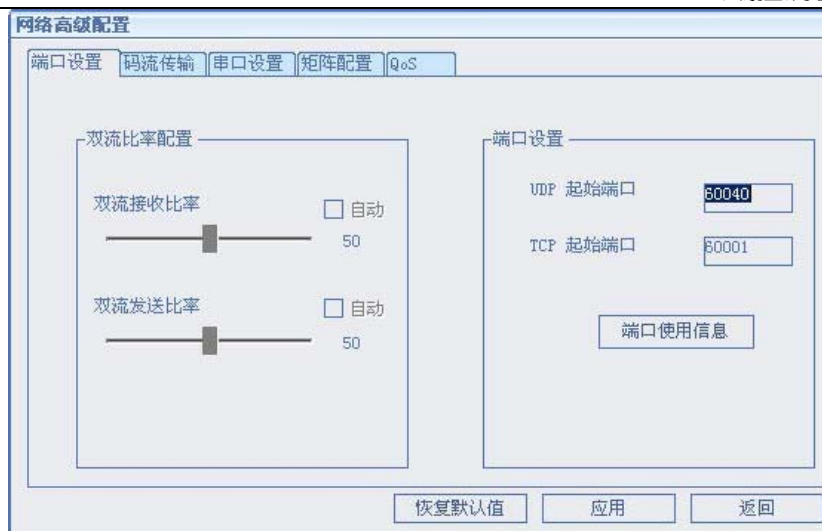 网络高级配置
端口设置 码流传输 串口设置 矩阵配置 QoS
双流比率配置
双流接收比率
自动
50
双流发送比率
自动
50
端口设置
UDP 起始端口 60040
TCP 起始端口 60001
端口使用信息
恢复默认值 应用 返回